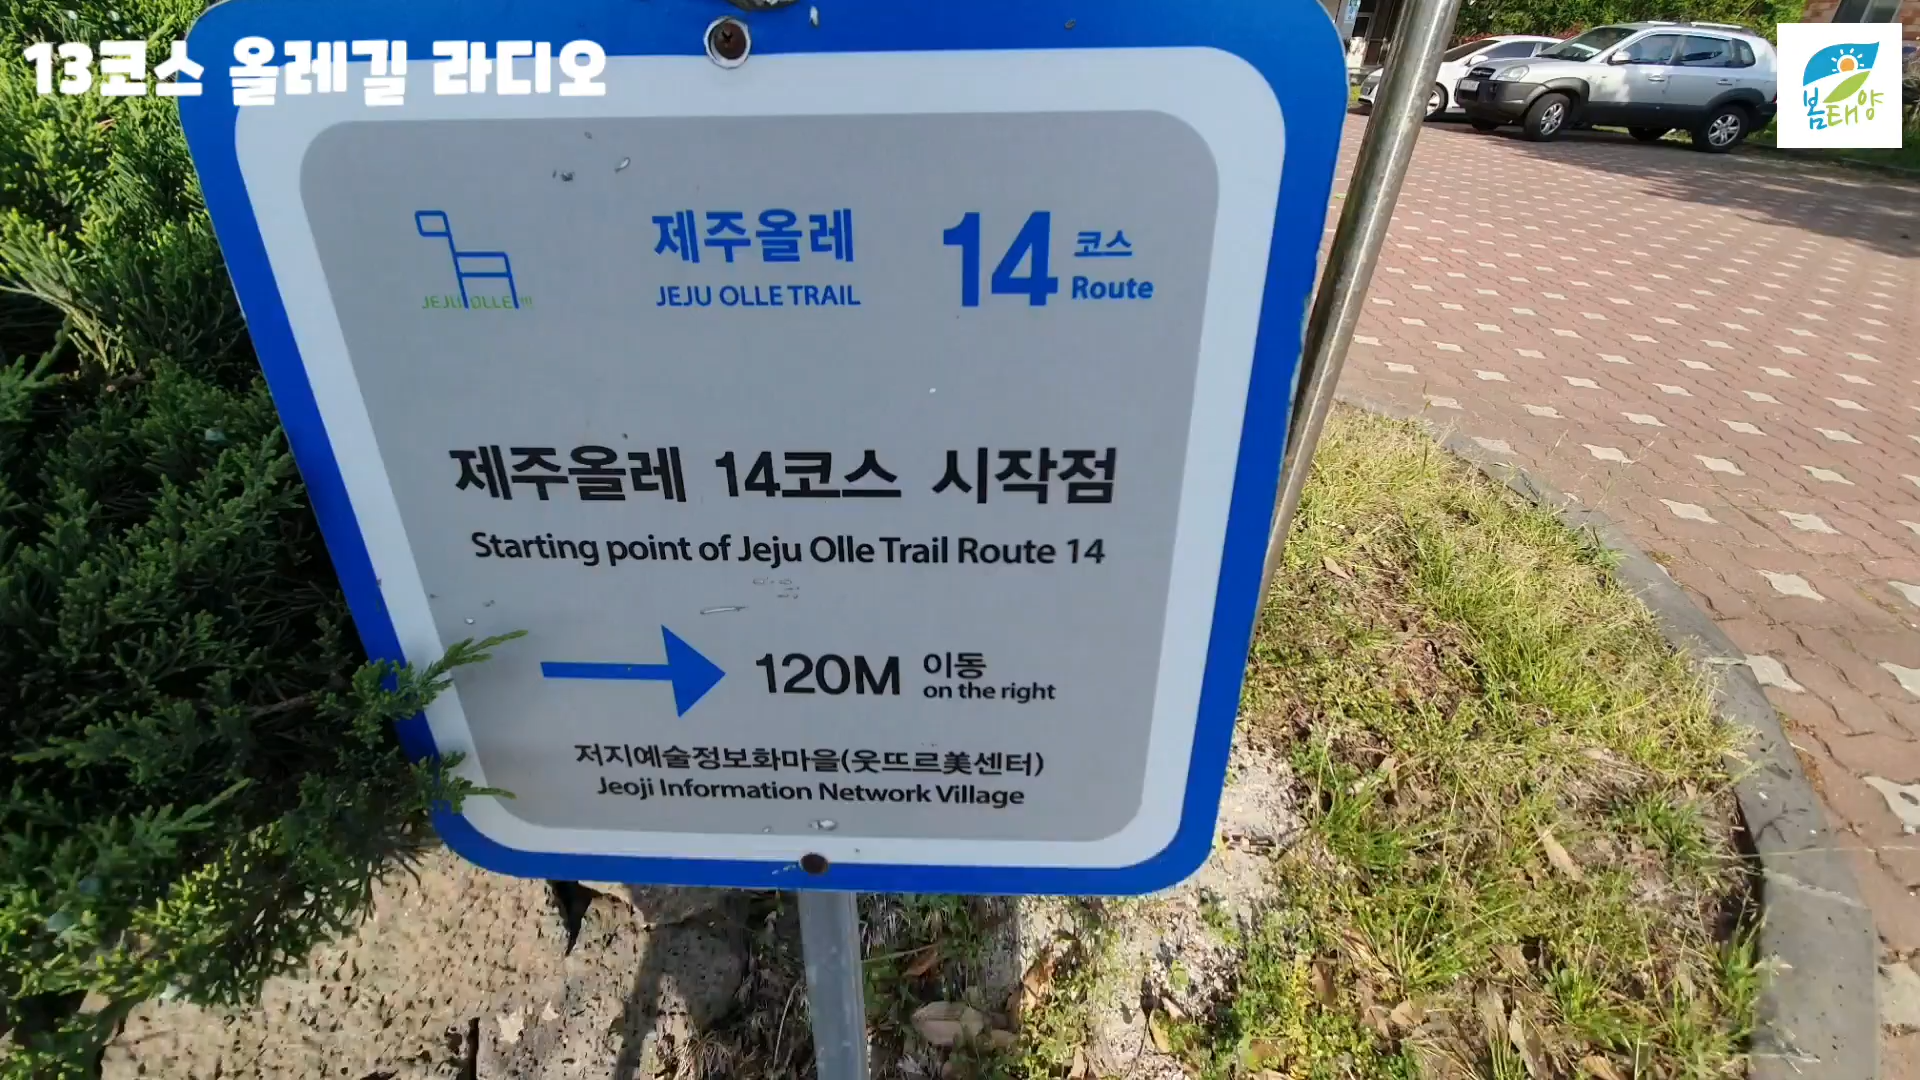 13코스 올레길 라디오
봄태양
JEJU OLLE
제주올레
JEJU OLLE TRAIL
14 코스
Route
제주올레 14코스 시작점
Starting point of Jeju Olle Trail Route 14
120M 이동
on the right
저지예술정보화마을(웃뜨르美센터)
Jeoji Information Network Village